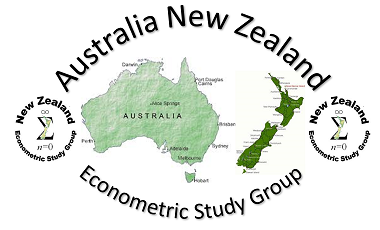 Australia New Zealand
Darwin
Port Douglas
Cairns
Alice Springs
AUSTRALIA
Brisban
Perth
Adelaide
Sydney
Melbourne
Hobart
New Zealand
∞
Σ
n=0
Econometric Study Group
New Zealand
∞
Σ
n=0
Econometric Study Group
Econometric Study Group